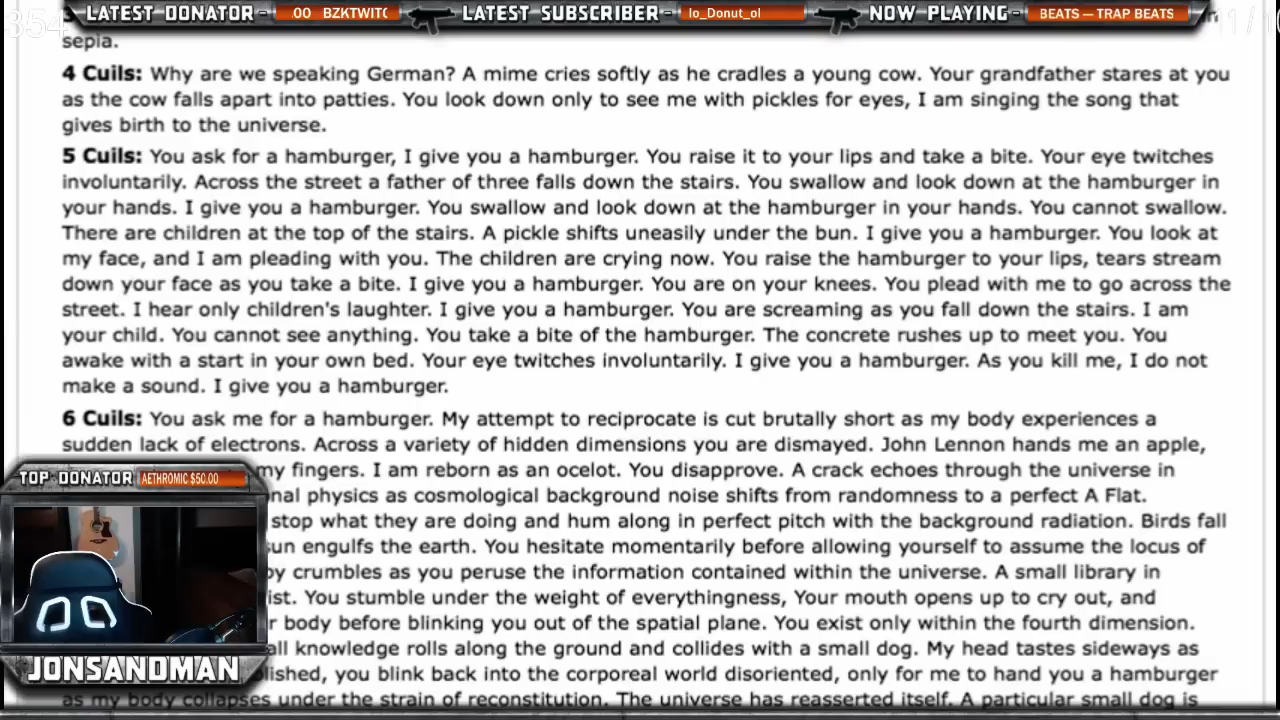 LATEST DONATOR - .00 BZKTWITC LATEST SUBSCRIBER - lo_Donut_ol NOW PLAYING - BEATS — TRAP BEATS
354
sepia.
4 Cuils: Why are we speaking German? A mime cries softly as he cradles a young cow. Your grandfather stares at you
as the cow falls apart into patties. You look down only to see me with pickles for eyes, I am singing the song that
gives birth to the universe.
5 Cuils: You ask for a hamburger, I give you a hamburger. You raise it to your lips and take a bite. Your eye twitches
involuntarily. Across the street a father of three falls down the stairs. You swallow and look down at the hamburger in
your hands. I give you a hamburger. You swallow and look down at the hamburger in your hands. You cannot swallow.
There are children at the top of the stairs. A pickle shifts uneasily under the bun. I give you a hamburger. You look at
my face, and I am pleading with you. The children are crying now. You raise the hamburger to your lips, tears stream
down your face as you take a bite. I give you a hamburger. You are on your knees. You plead with me to go across the
street. I hear only children's laughter. I give you a hamburger. You are screaming as you fall down the stairs. I am
your child. You cannot see anything. You take a bite of the hamburger. The concrete rushes up to meet you. You
awake with a start in your own bed. Your eye twitches involuntarily. I give you a hamburger. As you kill me, I do not
make a sound. I give you a hamburger.
6 Cuils: You ask me for a hamburger. My attempt to reciprocate is cut brutally short as my body experiences a
sudden lack of electrons. Across a variety of hidden dimensions you are dismayed. John Lennon hands me an apple,
my fingers. I am reborn as an ocelot. You disapprove. A crack echoes through the universe in
nal physics as cosmological background noise shifts from randomness to a perfect A Flat.
stop what they are doing and hum along in perfect pitch with the background radiation. Birds fall
un engulfs the earth. You hesitate momentarily before allowing yourself to assume the locus of
y crumbles as you peruse the information contained within the universe. A small library in
ist. You stumble under the weight of everythingness, Your mouth opens up to cry out, and
r body before blinking you out of the spatial plane. You exist only within the fourth dimension.
all knowledge rolls along the ground and collides with a small dog. My head tastes sideways as
lished, you blink back into the corporeal world disoriented, only for me to hand you a hamburger
as my body collapses under the strain of reconstitution. The universe has reasserted itself. A particular small dog is
TOP DONATOR AETHROMIC $50.00
JONSANDMAN